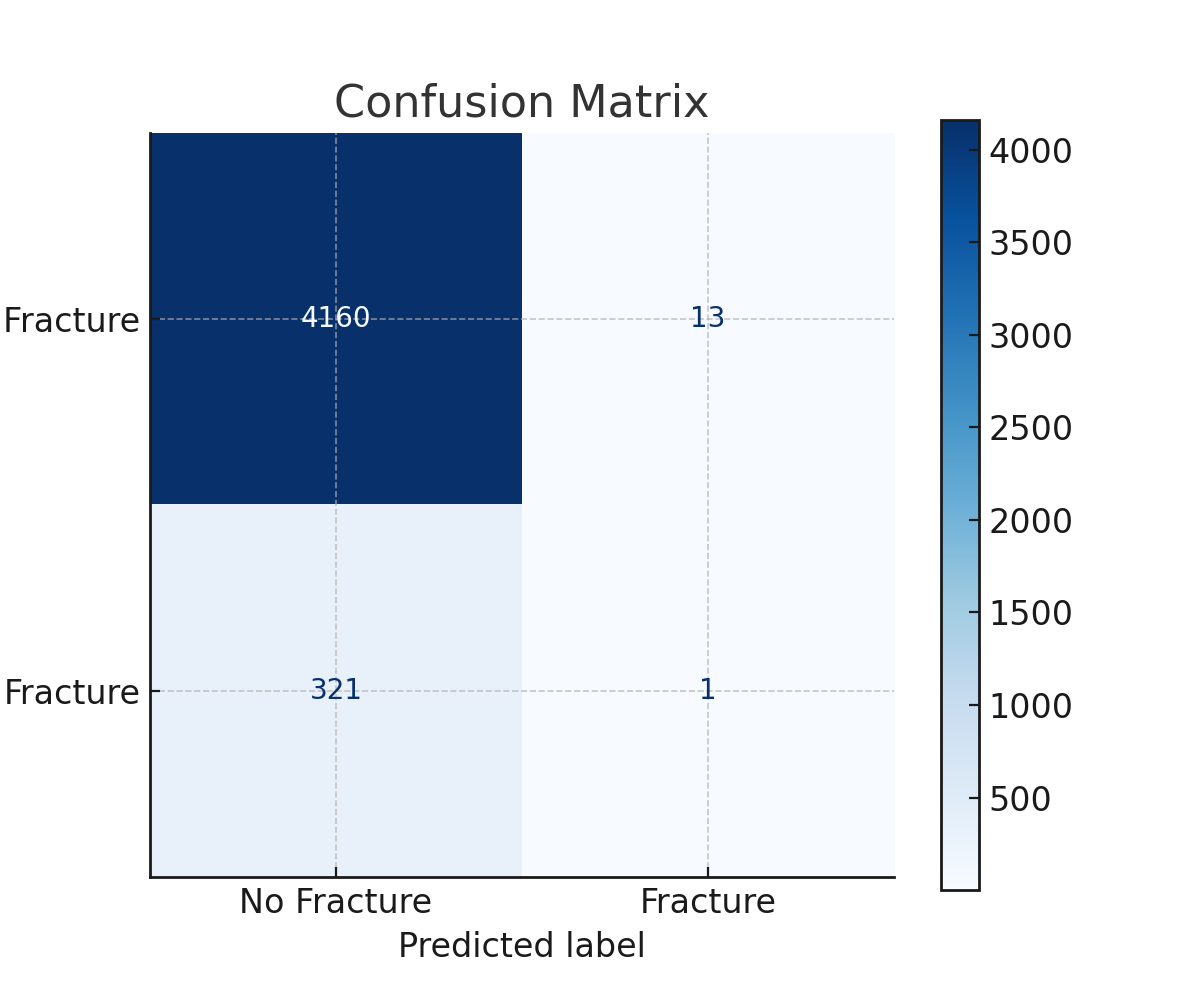 Confusion Matrix
Fracture
4160
13
Fracture
321
1
No Fracture
Fracture
Predicted label
4000
3500
3000
2500
2000
1500
1000
500